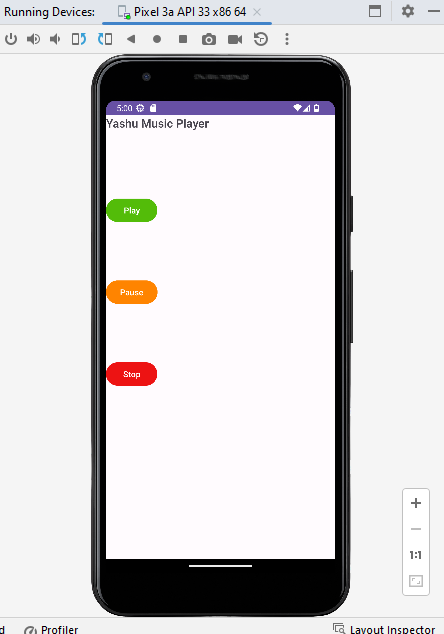 Running Devices:
Pixel 3a API 33 x86 64
5:00
Yashu Music Player
Play
Pause
Stop
1:1
d
Profiler
Layout Inspector